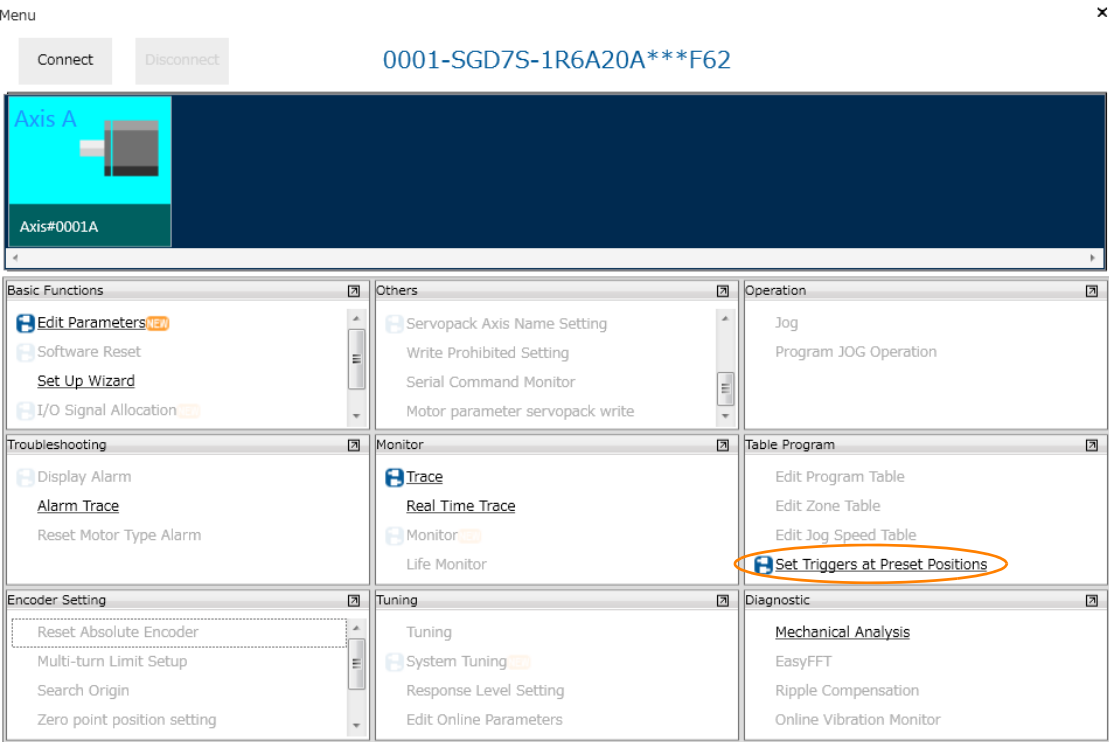 Menu
Connect
Disconnect
0001-SGD7S-1R6A20A***F62
Axis A
Axis#0001A
Basic Functions
Edit Parameters NEW
Software Reset
Set Up Wizard
I/O Signal Allocation NEW
Others
Servopack Axis Name Setting
Write Prohibited Setting
Serial Command Monitor
Motor parameter servopack write
Operation
Jog
Program JOG Operation
Troubleshooting
Display Alarm
Alarm Trace
Reset Motor Type Alarm
Monitor
Trace
Real Time Trace
Monitor NEW
Life Monitor
Table Program
Edit Program Table
Edit Zone Table
Edit Jog Speed Table
Set Triggers at Preset Positions
Encoder Setting
Reset Absolute Encoder
Multi-turn Limit Setup
Search Origin
Zero point position setting
Tuning
Tuning
System Tuning NEW
Response Level Setting
Edit Online Parameters
Diagnostic
Mechanical Analysis
EasyFFT
Ripple Compensation
Online Vibration Monitor